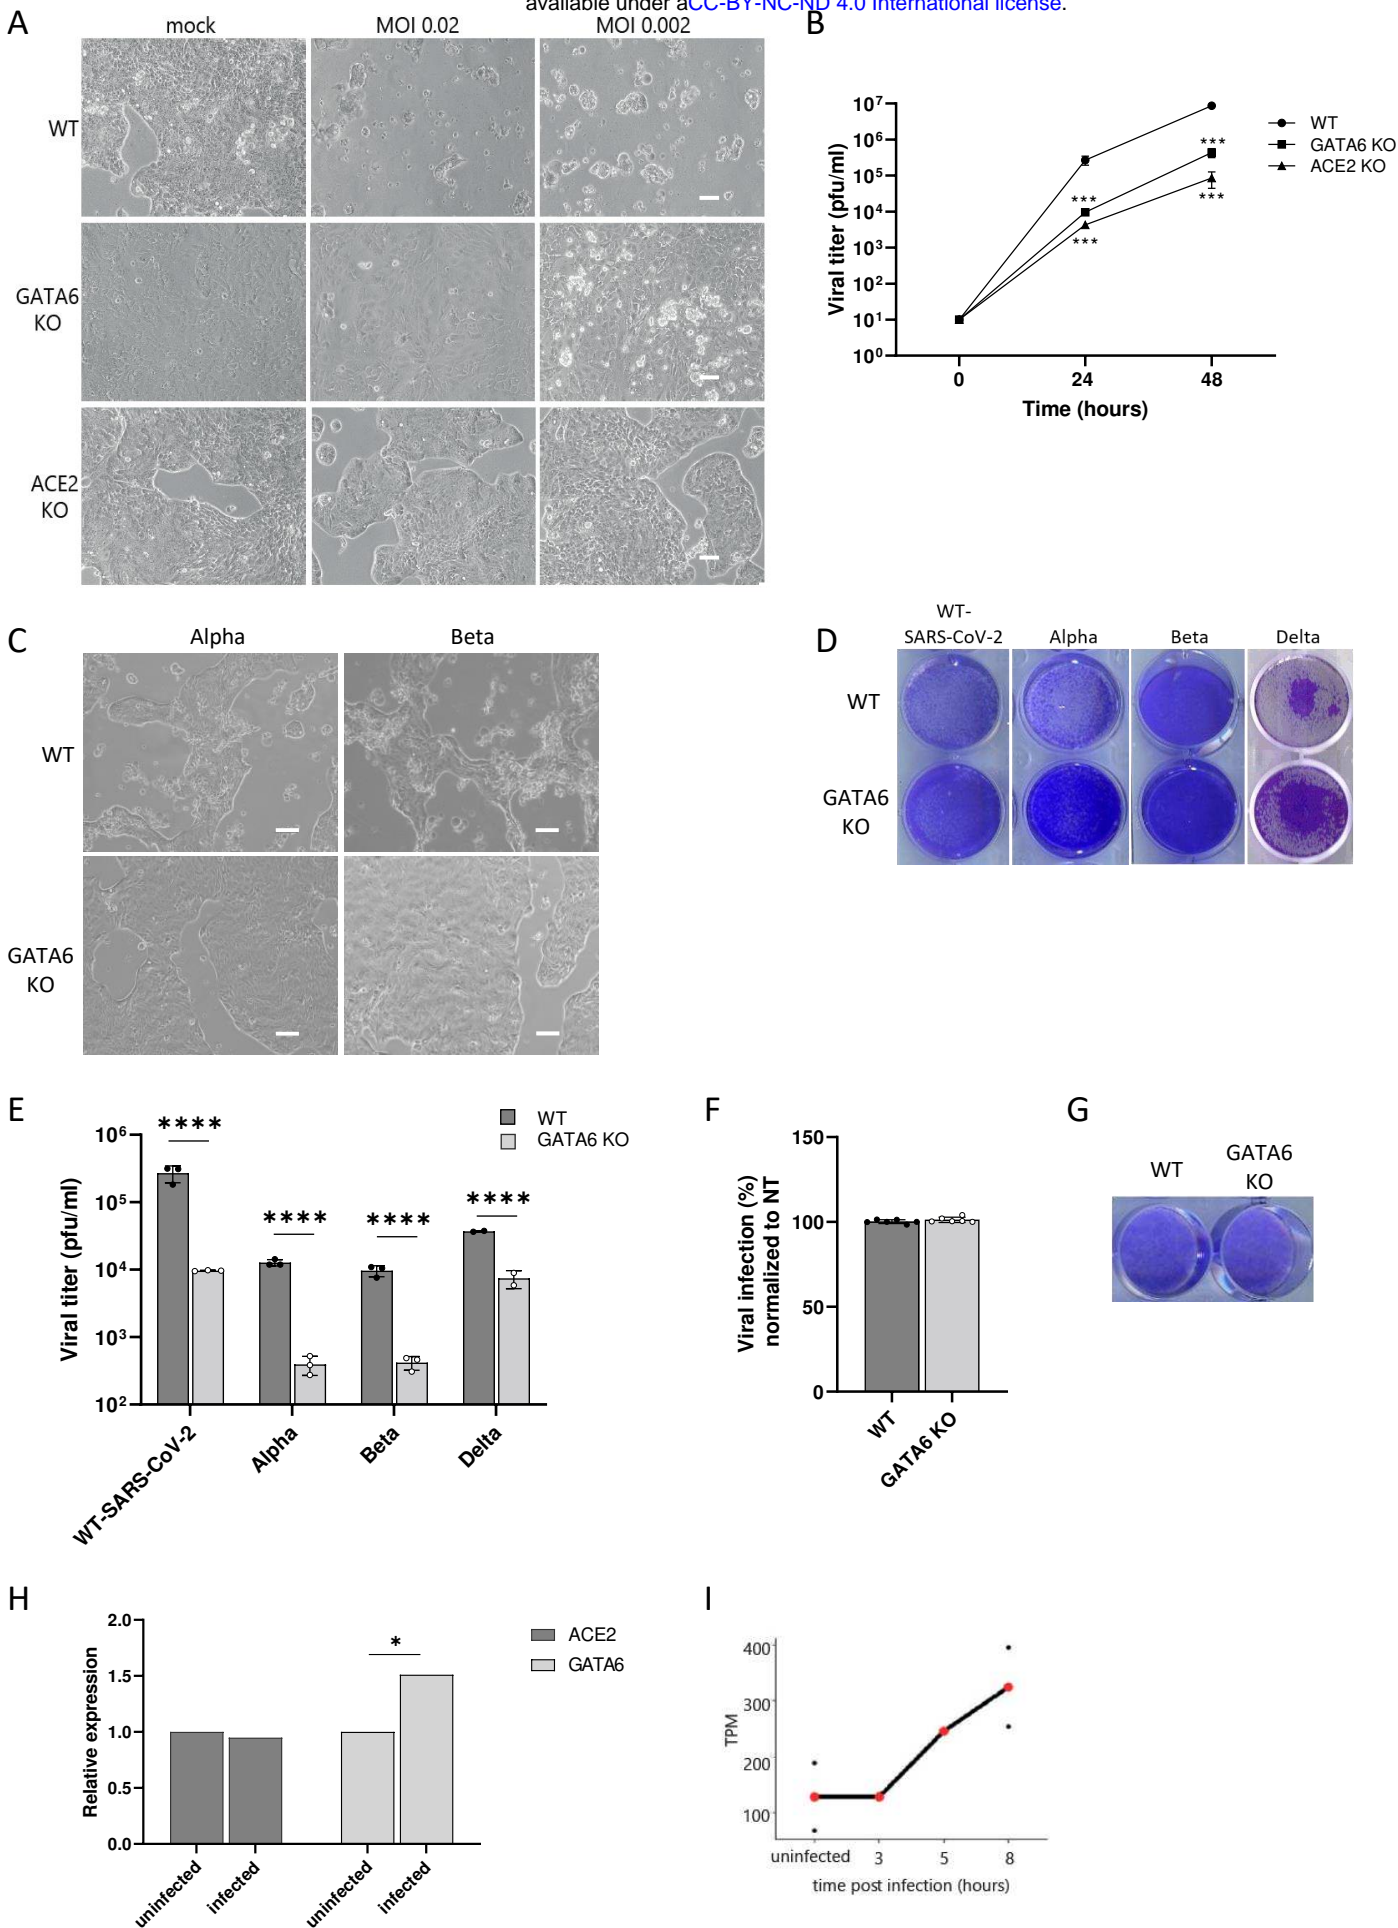 available under aCC-BY-NC-ND 4.0 International license.
A
mock
MOI 0.02
MOI 0.002
WT
GATA6
KO
ACE2
KO
B
10⁷
10⁶
10⁵
10⁴
10³
10²
10¹
10⁰
Viral titer (pfu/ml)
***
***
***
***
0
24
48
Time (hours)
WT
GATA6 KO
ACE2 KO
C
Alpha
Beta
WT
GATA6
KO
D
WT-
SARS-CoV-2
Alpha
Beta
Delta
WT
GATA6
KO
E
WT
GATA6 KO
10⁶
10⁵
10⁴
10³
10²
Viral titer (pfu/ml)
****
****
****
****
WT-SARS-CoV-2
Alpha
Beta
Delta
F
150
100
50
0
Viral infection (%)
normalized to NT
WT
GATA6 KO
G
WT
GATA6
KO
H
2.0
1.5
1.0
0.5
0.0
Relative expression
*
ACE2
GATA6
uninfected
infected
uninfected
infected
I
400
300
200
100
TPM
uninfected
3
5
8
time post infection (hours)